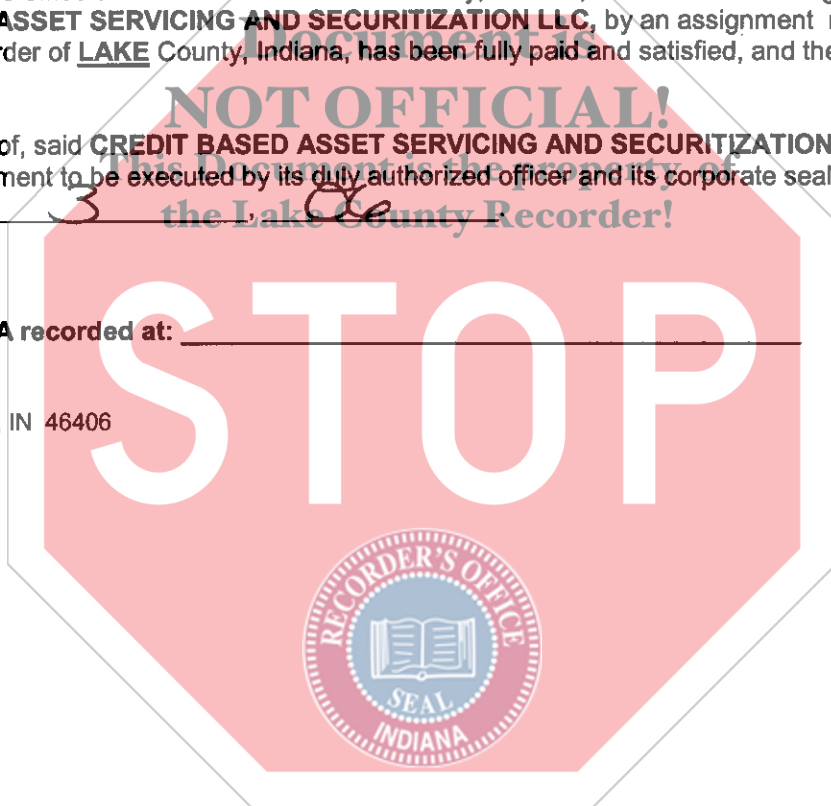 ASSET SERVICING AND SECURITIZATION LLC, by an assignment
Document is
rder of LAKE County, Indiana, has been fully paid and satisfied, and the
NOT OFFICIAL!
of, said CREDIT BASED ASSET SERVICING AND SECURITIZATION
This Document is the property of
ment to be executed by its duly authorized officer and its corporate seal
3, 
the Lake County Recorder!
A recorded at:
STOP
IN 46406
RECORDER'S OFFICE
SEAL
INDIANA